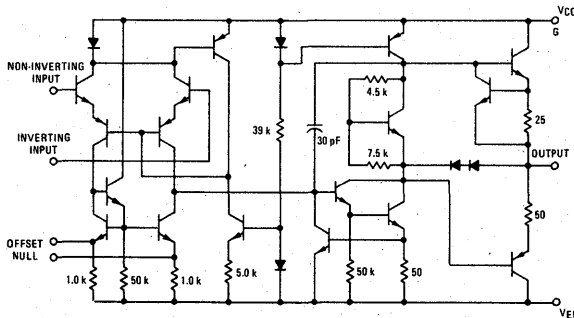 VCC
G
NON-INVERTING
INPUT
4.5 k
25
39 k
30 pF
INVERTING
INPUT
7.5 k
OUTPUT
50
OFFSET
NULL
1.0 k
50 k
1.0 k
5.0 k
50 k
50
VEE